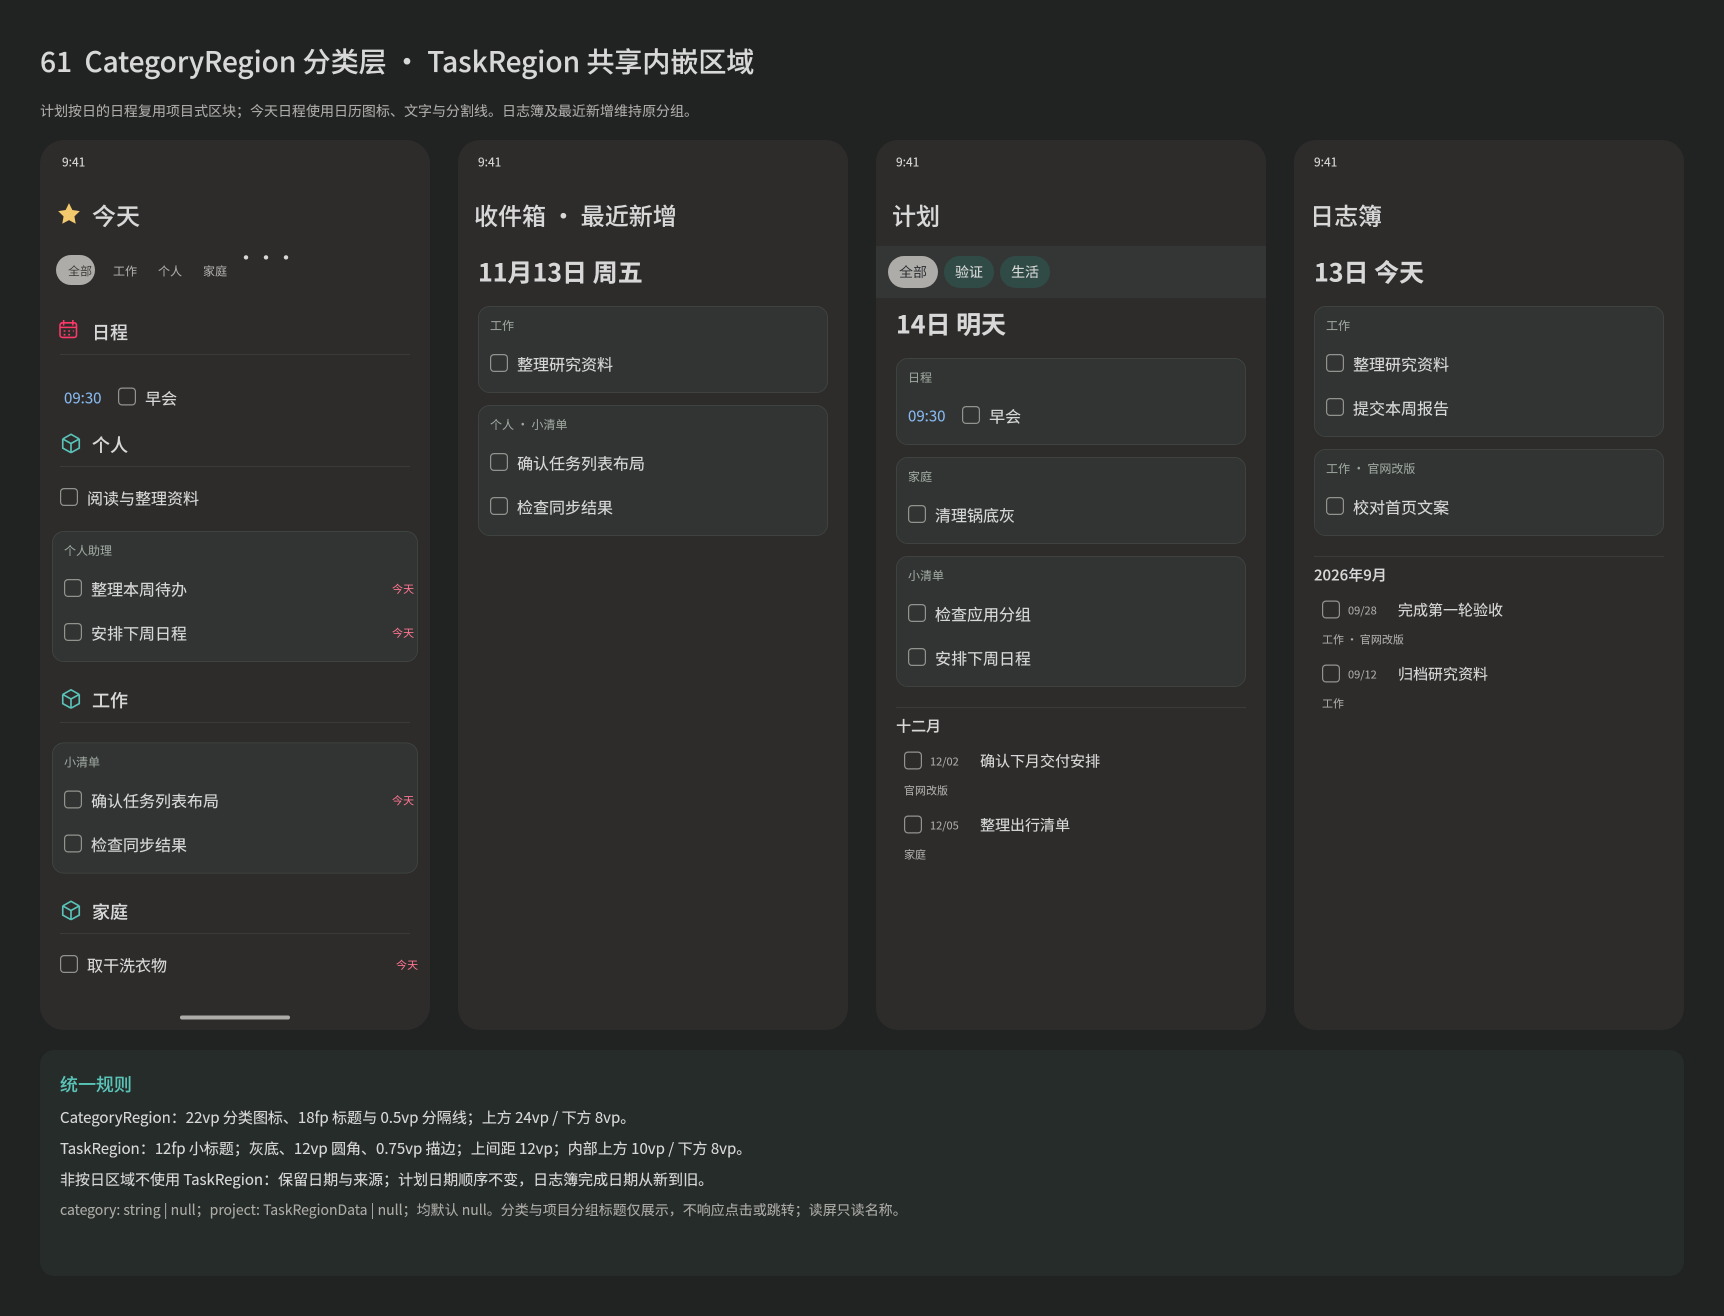 61 CategoryRegion 分类层 · TaskRegion 共享内嵌区域
计划按日的日程复用项目式区块；今天日程使用日历图标、文字与分割线。日志簿及最近新增维持原分组。
9:41
今天
全部 工作 个人 家庭 • • •
日程
09:30 早会
个人
阅读与整理资料
个人助理
整理本周待办 今天
安排下周日程 今天
工作
小清单
确认任务列表布局 今天
检查同步结果
家庭
取干洗衣物 今天
9:41
收件箱 · 最近新增
11月13日 周五
工作
整理研究资料
个人 · 小清单
确认任务列表布局
检查同步结果
9:41
计划
全部 验证 生活
14日 明天
日程
09:30 早会
家庭
清理锅底灰
小清单
检查应用分组
安排下周日程
十二月
12/02 确认下月交付安排
官网改版
12/05 整理出行清单
家庭
9:41
日志簿
13日 今天
工作
整理研究资料
提交本周报告
工作 · 官网改版
校对首页文案
2026年9月
09/28 完成第一轮验收
工作 · 官网改版
09/12 归档研究资料
工作
统一规则
CategoryRegion：22vp 分类图标、18fp 标题与 0.5vp 分隔线；上方 24vp / 下方 8vp。
TaskRegion：12fp 小标题；灰底、12vp 圆角、0.75vp 描边；上间距 12vp；内部上方 10vp / 下方 8vp。
非按日区域不使用 TaskRegion：保留日期与来源；计划日期顺序不变，日志簿完成日期从新到旧。
category: string | null；project: TaskRegionData | null；均默认 null。分类与项目分组标题仅展示，不响应点击或跳转；读屏只读名称。